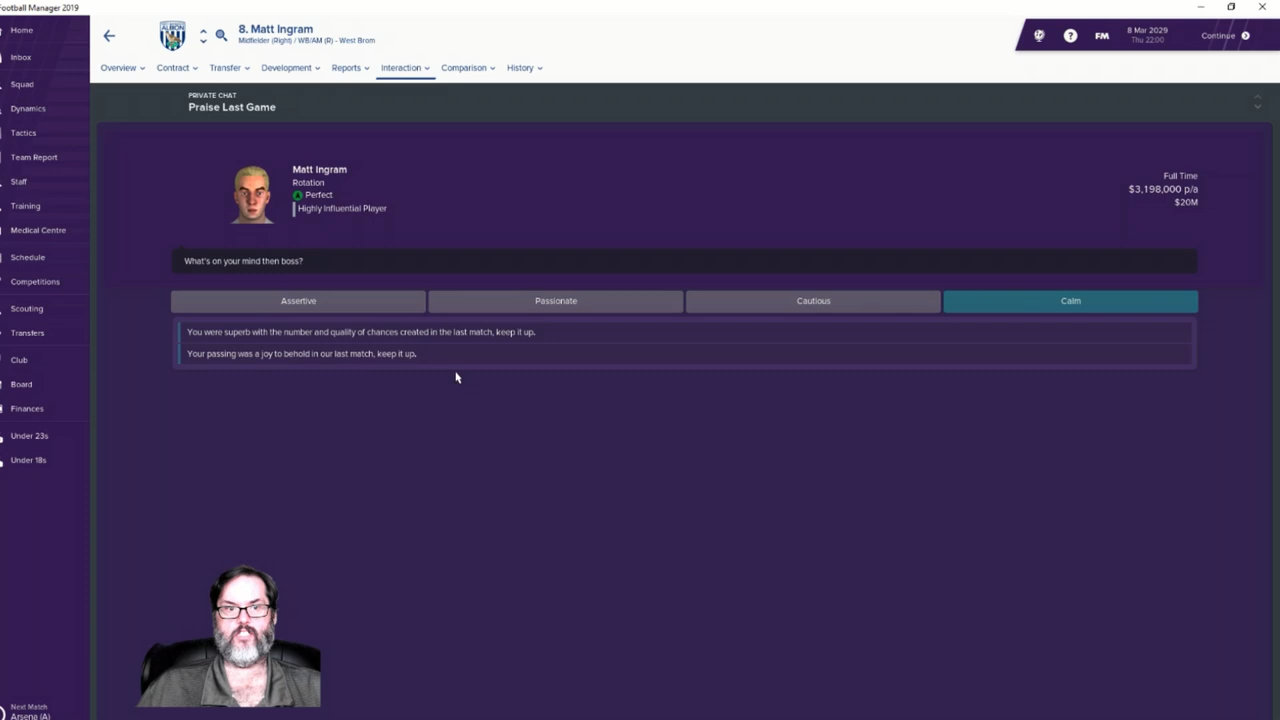 Football Manager 2019
8. Matt Ingram
Midfielder (Right) / WB/AM (R) - West Brom
8 Mar 2029
Thu 22:00
FM
Continue
Overview
Contract
Transfer
Development
Reports
Interaction
Comparison
History
Home
Inbox
Squad
Dynamics
Tactics
Team Report
Staff
Training
Medical Centre
Schedule
Competitions
Scouting
Transfers
Club
Board
Finances
Under 23s
Under 18s
Next Match
Arsena (A)
PRIVATE CHAT
Praise Last Game
Matt Ingram
Rotation
Perfect
Highly Influential Player
Full Time
$3,198,000 p/a
$20M
What's on your mind then boss?
Assertive
Passionate
Cautious
Calm
You were superb with the number and quality of chances created in the last match, keep it up.
Your passing was a joy to behold in our last match, keep it up.